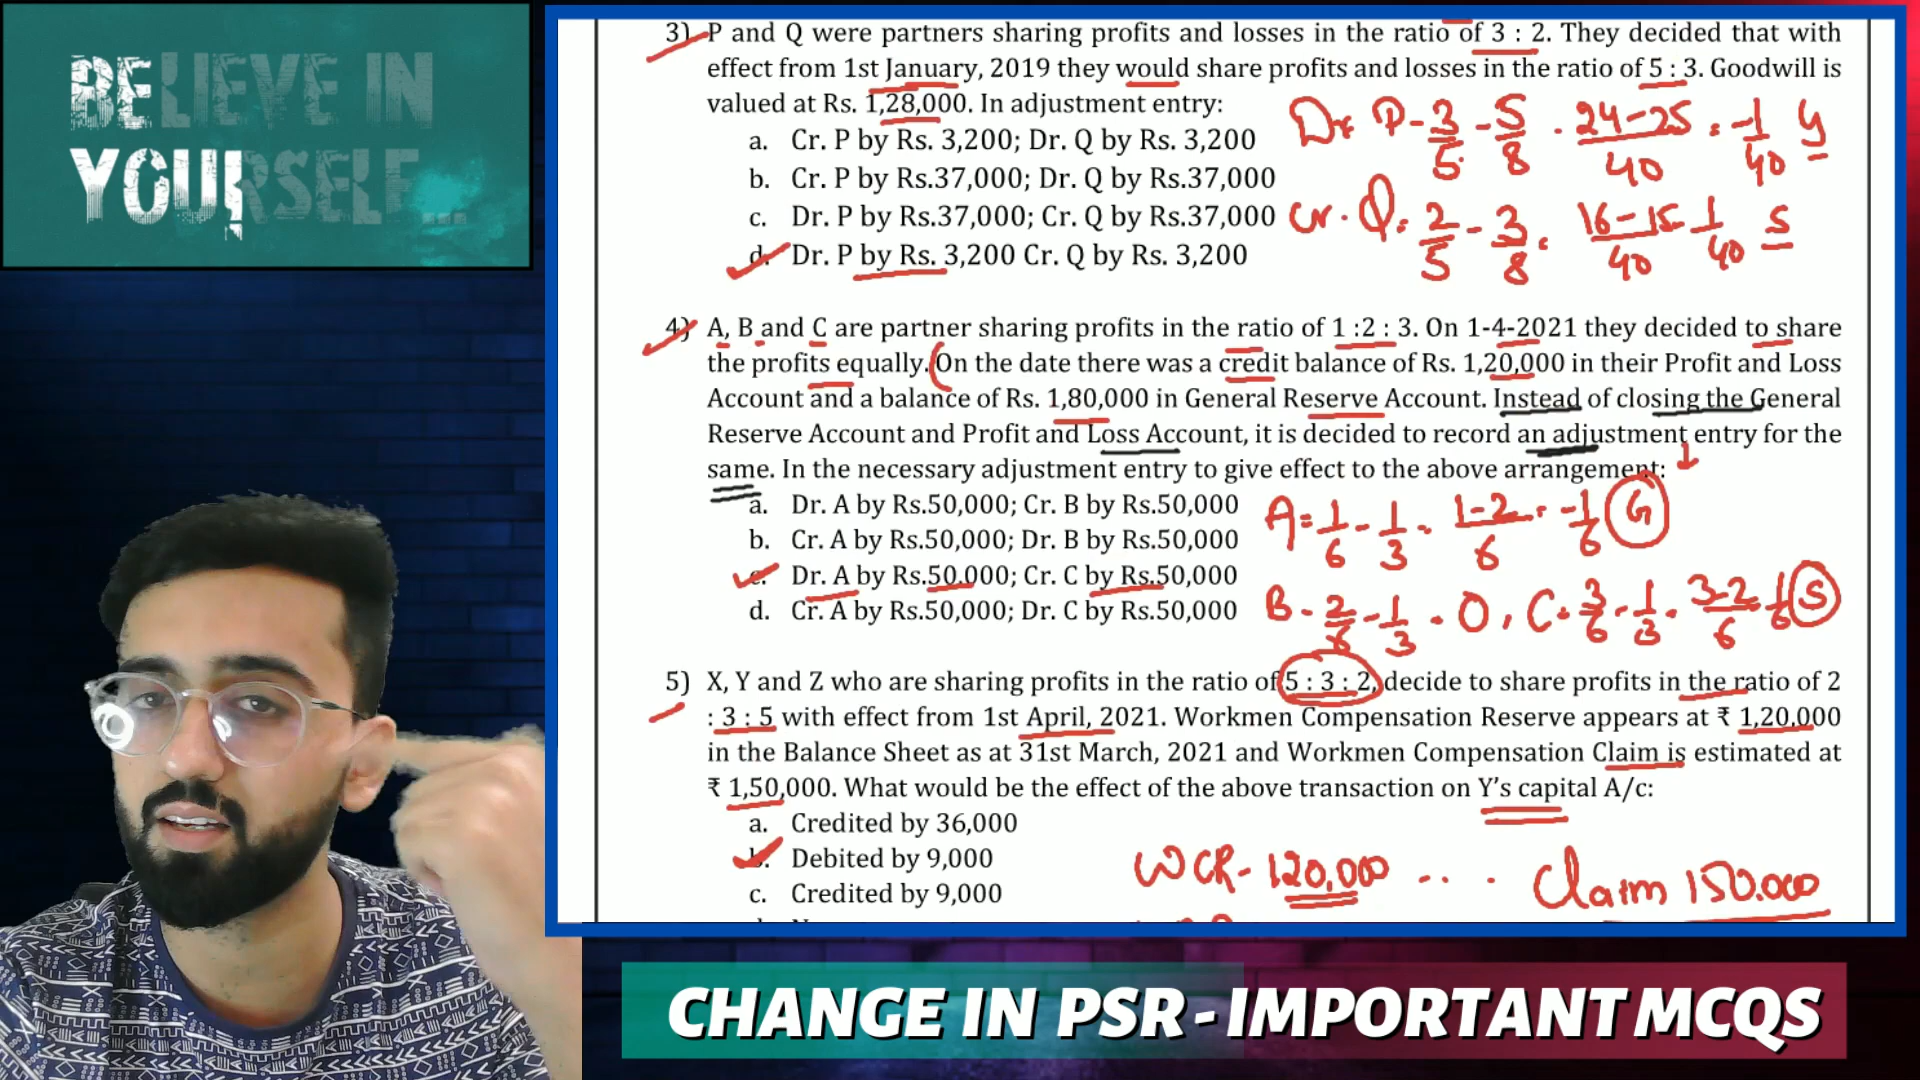 BELIEVE IN
YOURSELF...
3) P and Q were partners sharing profits and losses in the ratio of 3 : 2. They decided that with
effect from 1st January, 2019 they would share profits and losses in the ratio of 5 : 3. Goodwill is
valued at Rs. 1,28,000. In adjustment entry:
a. Cr. P by Rs. 3,200; Dr. Q by Rs. 3,200
b. Cr. P by Rs.37,000; Dr. Q by Rs.37,000
c. Dr. P by Rs.37,000; Cr. Q by Rs.37,000
d. Dr. P by Rs. 3,200 Cr. Q by Rs. 3,200
Dr P - 3/5 - 5/8 . 24-25/40 = -1/40 G
Cr. Q = 2/5 - 3/8 = 16-15/40 1/40 S
4) A, B and C are partner sharing profits in the ratio of 1 :2 : 3. On 1-4-2021 they decided to share
the profits equally. (On the date there was a credit balance of Rs. 1,20,000 in their Profit and Loss
Account and a balance of Rs. 1,80,000 in General Reserve Account. Instead of closing the General
Reserve Account and Profit and Loss Account, it is decided to record an adjustment entry for the
same. In the necessary adjustment entry to give effect to the above arrangement:
a. Dr. A by Rs.50,000; Cr. B by Rs.50,000
b. Cr. A by Rs.50,000; Dr. B by Rs.50,000
c. Dr. A by Rs.50,000; Cr. C by Rs.50,000
d. Cr. A by Rs.50,000; Dr. C by Rs.50,000
A = 1/6 - 1/3 = 1-2/6 = -1/6 G
B - 2/6 - 1/3 = 0, C = 3/6 - 1/3 = 3-2/6 1/6 S
5) X, Y and Z who are sharing profits in the ratio of 5 : 3 : 2, decide to share profits in the ratio of 2
: 3 : 5 with effect from 1st April, 2021. Workmen Compensation Reserve appears at ₹ 1,20,000
in the Balance Sheet as at 31st March, 2021 and Workmen Compensation Claim is estimated at
₹ 1,50,000. What would be the effect of the above transaction on Y's capital A/c:
a. Credited by 36,000
b. Debited by 9,000
c. Credited by 9,000
WCR - 120,000 ... Claim 150.000
CHANGE IN PSR - IMPORTANT MCQS